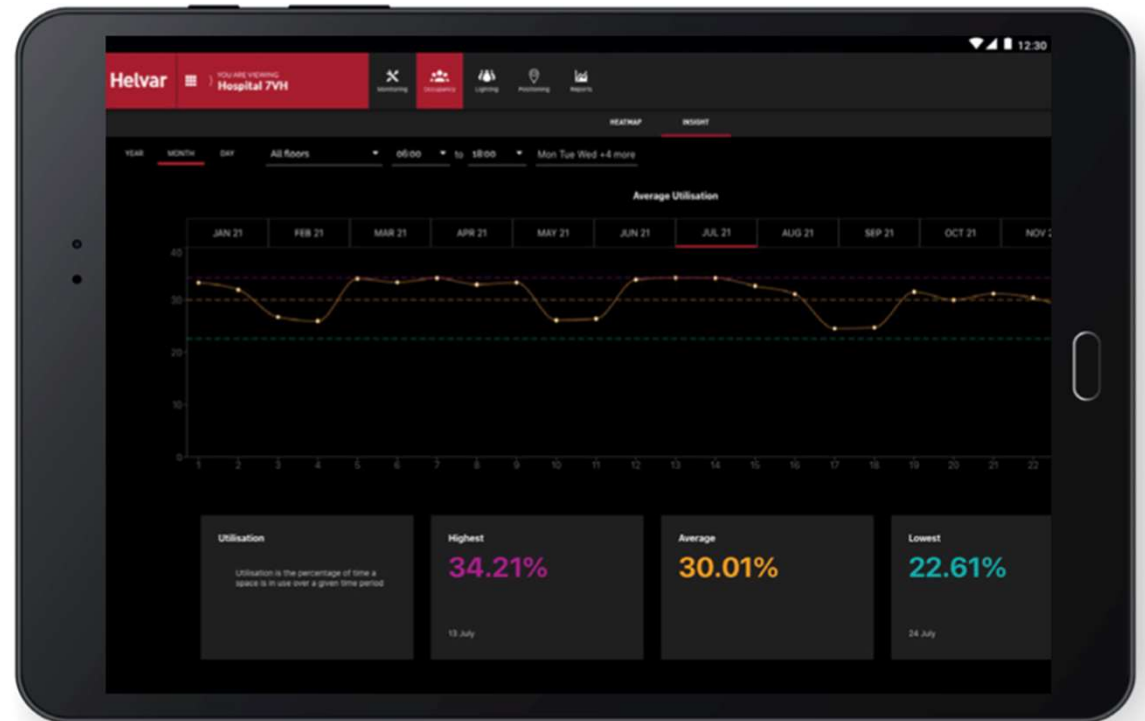 12:30
Helvar
YOU ARE VIEWING
Hospital 7VH
Monitoring
Occupancy
Lighting
Positioning
Reports
HEATMAP
INSIGHT
YEAR
MONTH
DAY
All floors
06:00
to
18:00
Mon Tue Wed +4 more
Average Utilisation
JAN 21
FEB 21
MAR 21
APR 21
MAY 21
JUN 21
JUL 21
AUG 21
SEP 21
OCT 21
NOV 2
40
30
20
10
0
1 2 3 4 5 6 7 8 9 10 11 12 13 14 15 16 17 18 19 20 21 22
Utilisation
Utilisation is the percentage of time a
space is in use over a given time period
Highest
34.21%
13 July
Average
30.01%
Lowest
22.61%
24 July